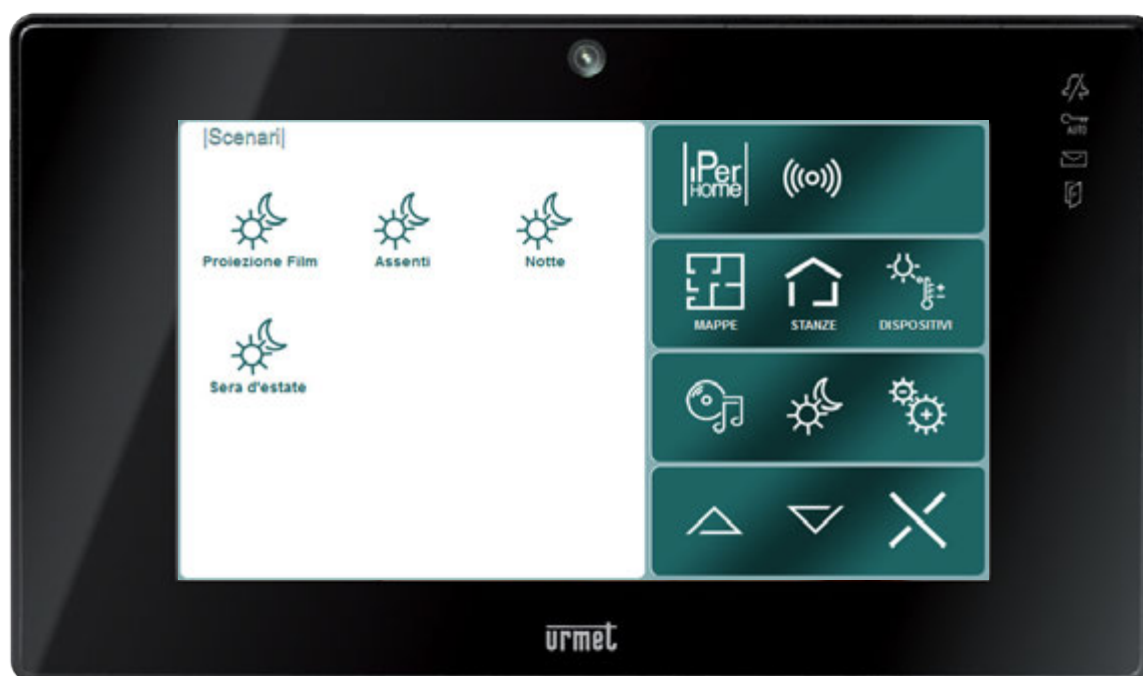 |Scenari|
Proiezione Film
Assenti
Notte
Sera d'estate
iPer
HOME
MAPPE
STANZE
DISPOSITIVI
AUTO
urmet